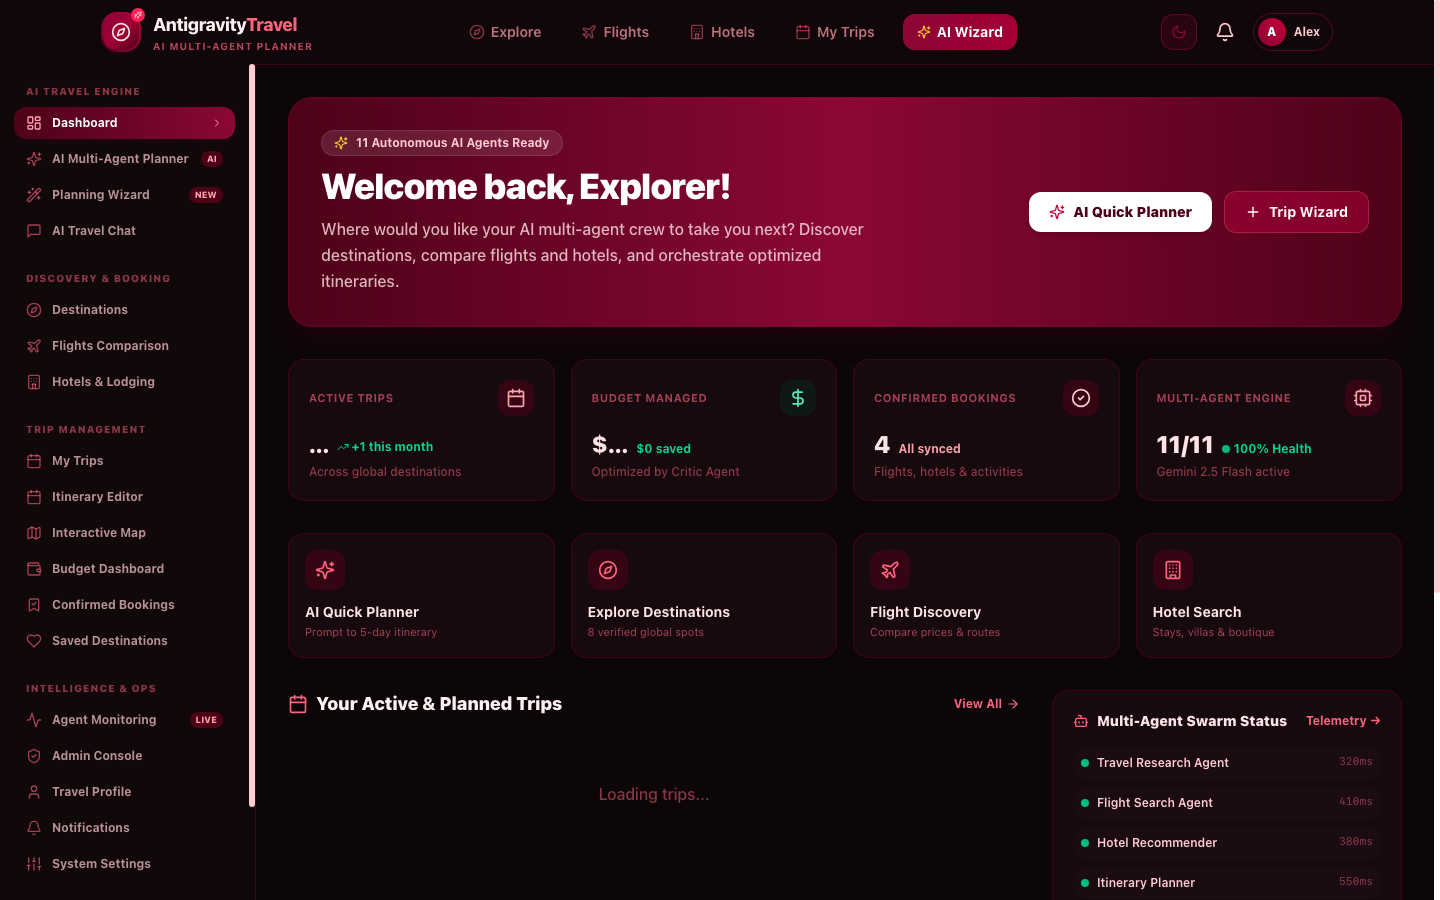 AntigravityTravel
AI MULTI-AGENT PLANNER
Explore
Flights
Hotels
My Trips
AI Wizard
A
Alex
AI TRAVEL ENGINE
Dashboard
AI Multi-Agent Planner AI
Planning Wizard NEW
AI Travel Chat
DISCOVERY & BOOKING
Destinations
Flights Comparison
Hotels & Lodging
TRIP MANAGEMENT
My Trips
Itinerary Editor
Interactive Map
Budget Dashboard
Confirmed Bookings
Saved Destinations
INTELLIGENCE & OPS
Agent Monitoring LIVE
Admin Console
Travel Profile
Notifications
System Settings
11 Autonomous AI Agents Ready
Welcome back, Explorer!
Where would you like your AI multi-agent crew to take you next? Discover
destinations, compare flights and hotels, and orchestrate optimized
itineraries.
AI Quick Planner
Trip Wizard
ACTIVE TRIPS
... +1 this month
Across global destinations
BUDGET MANAGED
$... $0 saved
Optimized by Critic Agent
CONFIRMED BOOKINGS
4 All synced
Flights, hotels & activities
MULTI-AGENT ENGINE
11/11 100% Health
Gemini 2.5 Flash active
AI Quick Planner
Prompt to 5-day itinerary
Explore Destinations
8 verified global spots
Flight Discovery
Compare prices & routes
Hotel Search
Stays, villas & boutique
Your Active & Planned Trips
View All →
Loading trips...
Multi-Agent Swarm Status
Telemetry →
Travel Research Agent 320ms
Flight Search Agent 410ms
Hotel Recommender 380ms
Itinerary Planner 550ms